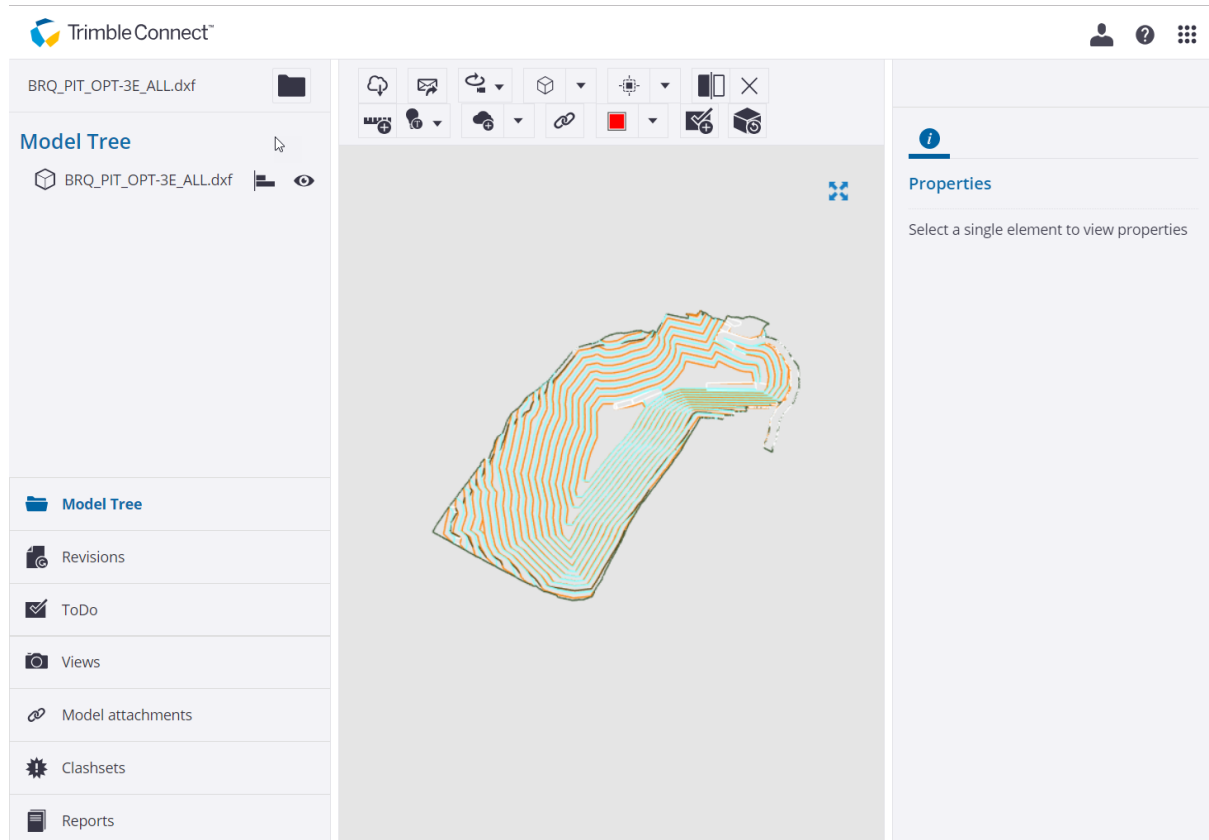 Trimble Connect™
BRQ_PIT_OPT-3E_ALL.dxf
Model Tree
BRQ_PIT_OPT-3E_ALL.dxf
Model Tree
Revisions
ToDo
Views
Model attachments
Clashsets
Reports
Properties
Select a single element to view properties